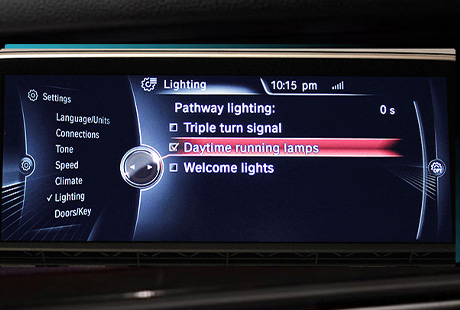 Lighting 10:15 pm
Settings
Language/Units
Connections
Tone
Speed
Climate
✓ Lighting
Doors/Key
Pathway lighting: 0 s
Triple turn signal
Daytime running lamps
Welcome lights